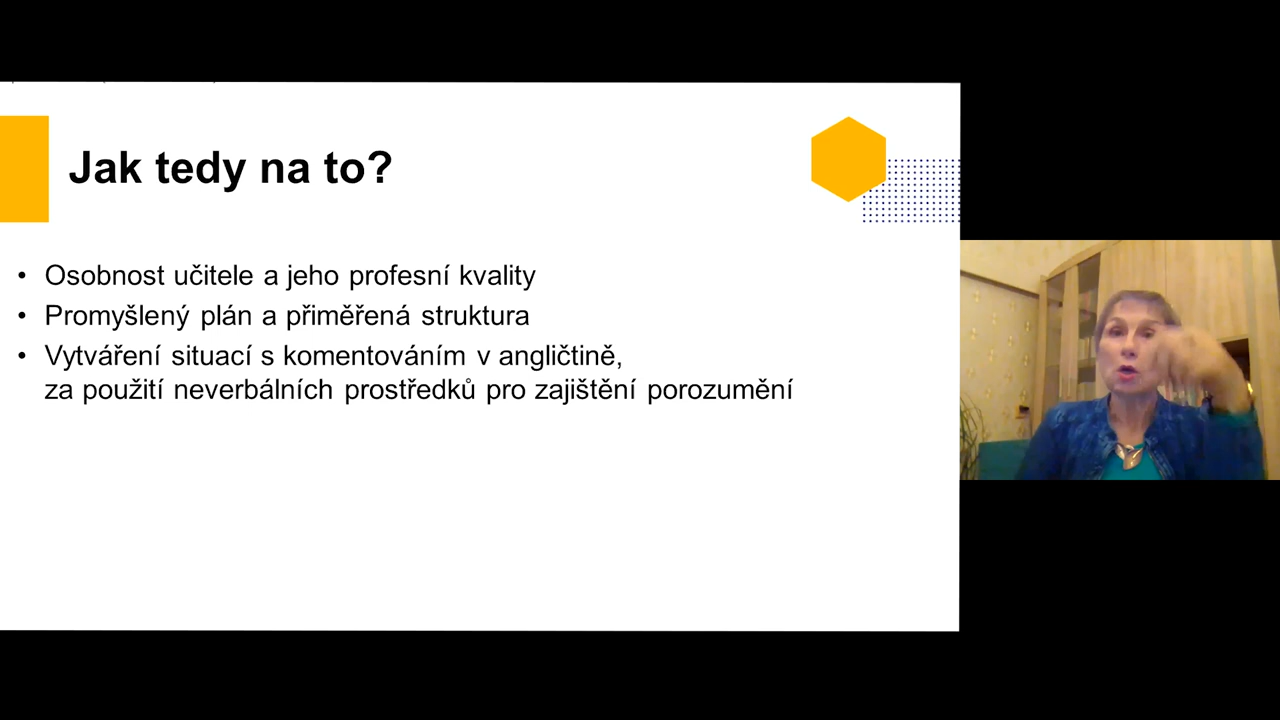 Jak tedy na to?
• Osobnost učitele a jeho profesní kvality
• Promyšlený plán a přiměřená struktura
• Vytváření situací s komentováním v angličtině,
za použití neverbálních prostředků pro zajištění porozumění